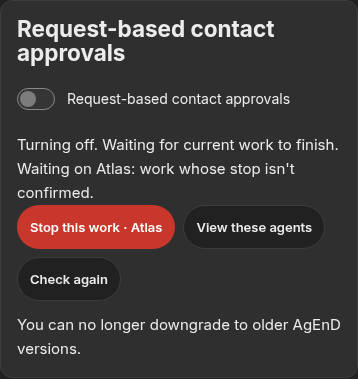 Request-based contact
approvals
Request-based contact approvals
Turning off. Waiting for current work to finish.
Waiting on Atlas: work whose stop isn't
confirmed.
Stop this work · Atlas
View these agents
Check again
You can no longer downgrade to older AgEnD
versions.